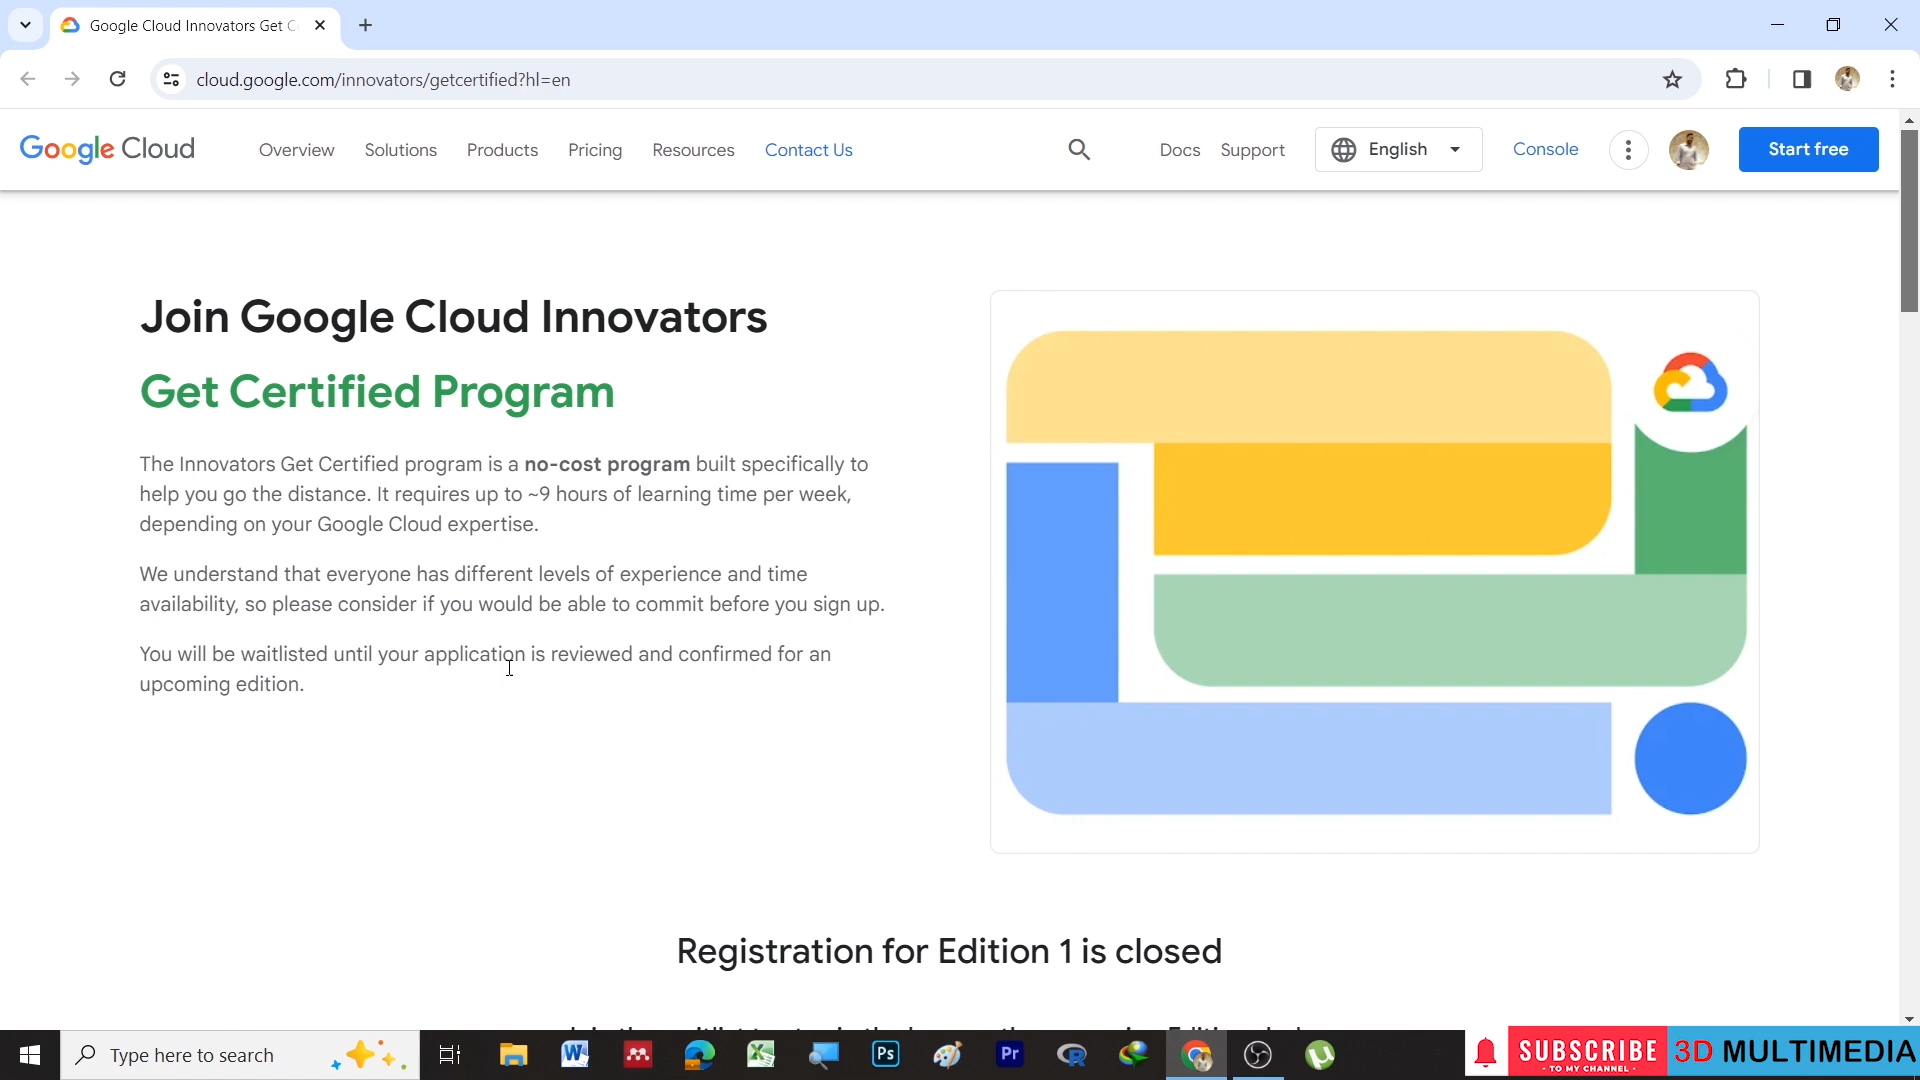 Google Cloud Innovators Get C
cloud.google.com/innovators/getcertified?hl=en
Google Cloud
Overview
Solutions
Products
Pricing
Resources
Contact Us
Docs
Support
English
Console
Start free
Join Google Cloud Innovators
Get Certified Program
The Innovators Get Certified program is a no-cost program built specifically to
help you go the distance. It requires up to ~9 hours of learning time per week,
depending on your Google Cloud expertise.
We understand that everyone has different levels of experience and time
availability, so please consider if you would be able to commit before you sign up.
You will be waitlisted until your application is reviewed and confirmed for an
upcoming edition.
Registration for Edition 1 is closed
Type here to search
Ps
Pr
SUBSCRIBE
- TO MY CHANNEL -
3D MULTIMEDIA